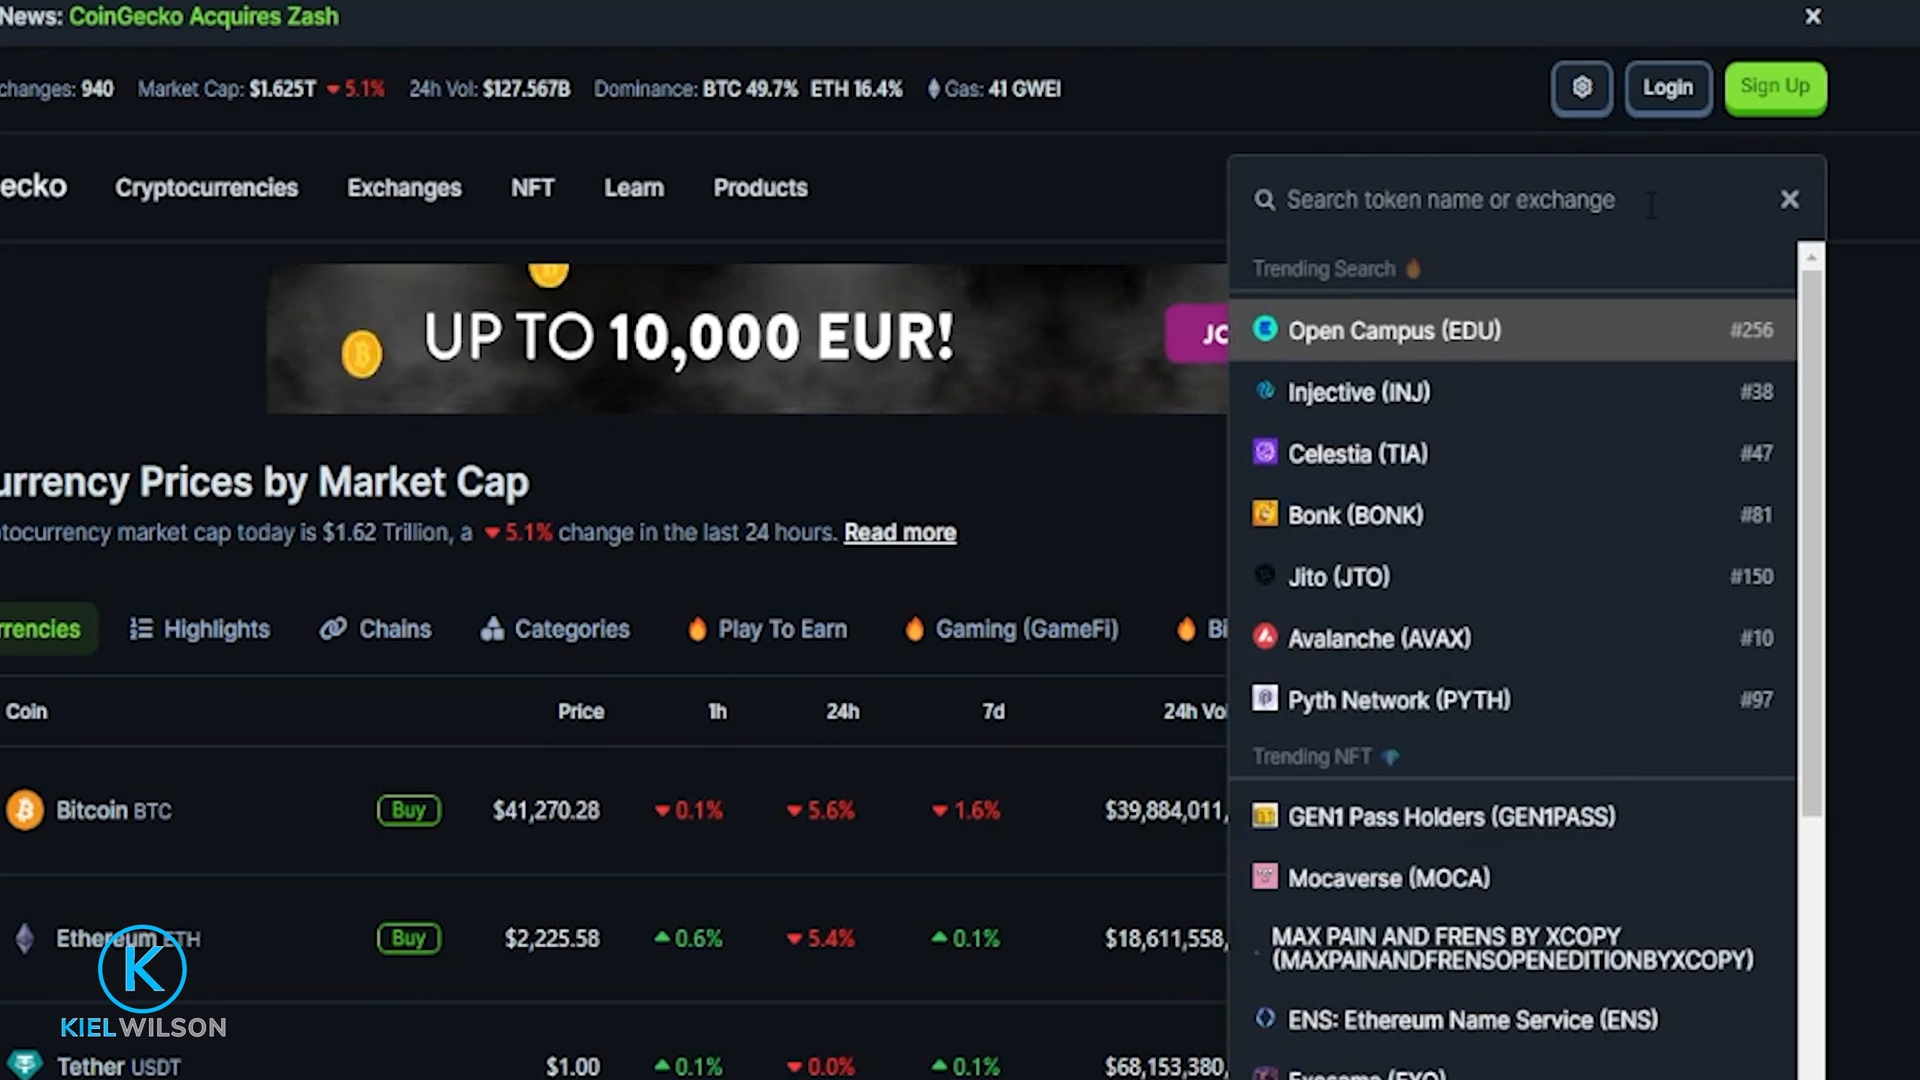 News: CoinGecko Acquires Zash
changes: 940 Market Cap: $1.625T 5.1% 24h Vol: $127.567B Dominance: BTC 49.7% ETH 16.4% Gas: 41 GWEI
Login
Sign Up
ecko Cryptocurrencies Exchanges NFT Learn Products
Search token name or exchange
UP TO 10,000 EUR!
JO
Trending Search
Open Campus (EDU) #256
Injective (INJ) #38
Celestia (TIA) #47
Bonk (BONK) #81
Jito (JTO) #150
Avalanche (AVAX) #10
Pyth Network (PYTH) #97
Trending NFT
GEN1 Pass Holders (GEN1PASS)
Mocaverse (MOCA)
MAX PAIN AND FRENS BY XCOPY
(MAXPAINANDFRENSOPENEDITIONBYXCOPY)
ENS: Ethereum Name Service (ENS)
urrency Prices by Market Cap
tocurrency market cap today is $1.62 Trillion, a 5.1% change in the last 24 hours. Read more
rrencies Highlights Chains Categories Play To Earn Gaming (GameFi) Bi
Coin Price 1h 24h 7d 24h Vol
Bitcoin BTC Buy $41,270.28 0.1% 5.6% 1.6% $39,884,011,
Ethereum ETH Buy $2,225.58 0.6% 5.4% 0.1% $18,611,558,
Tether USDT $1.00 0.1% 0.0% 0.1% $68,153,380,
K
KIELWILSON